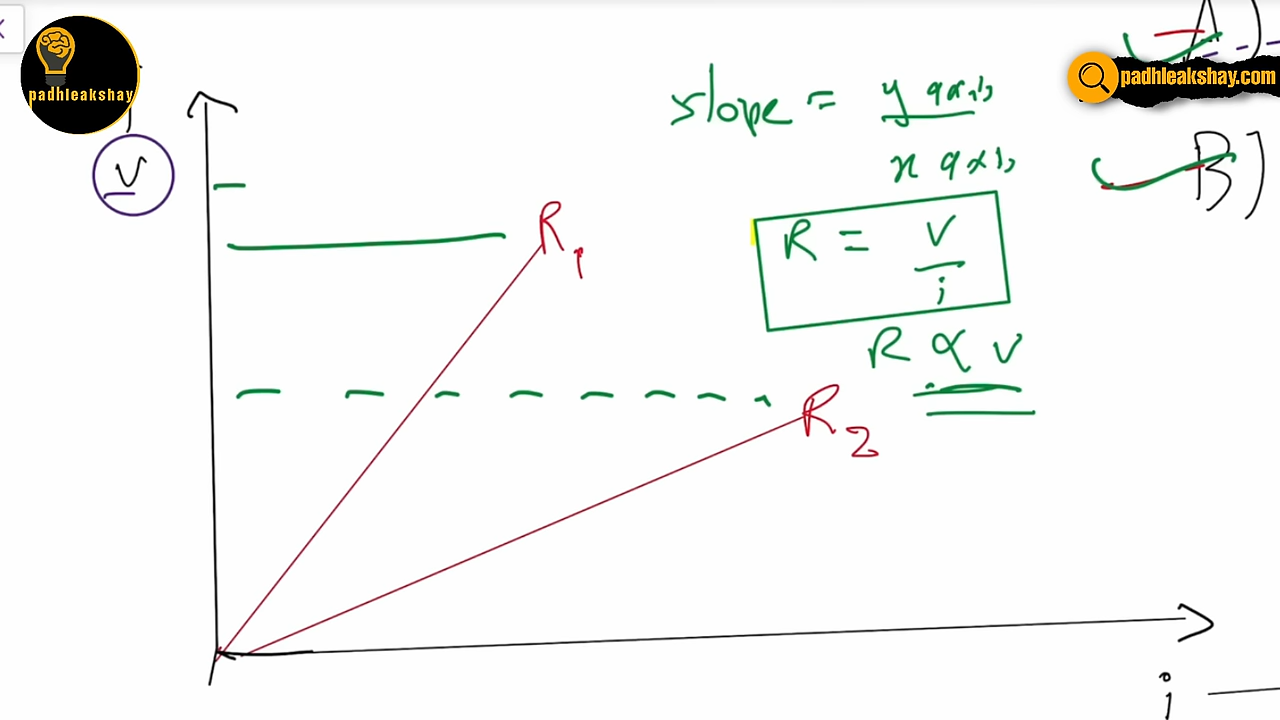 padhleakshay
padhleakshay.com
A)
B)
V
slope = y axis
x axis
R = V
i
R ∝ V
R1
R2
i